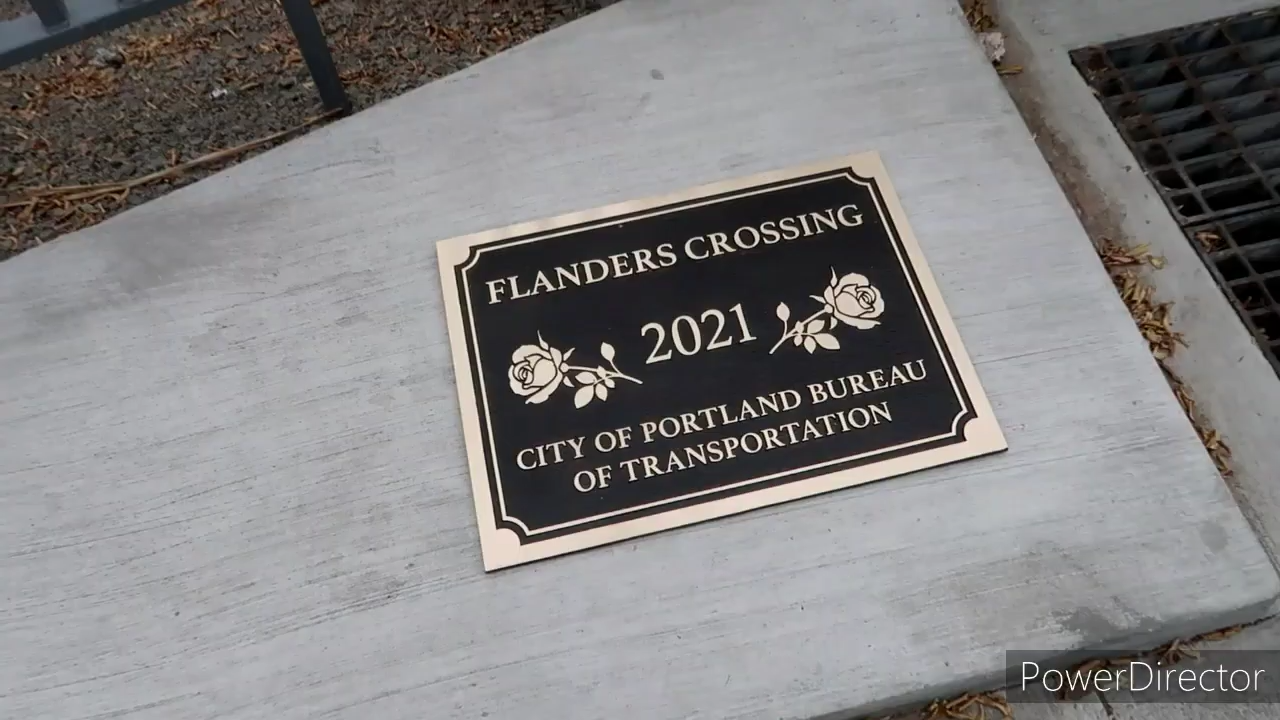 FLANDERS CROSSING
2021
CITY OF PORTLAND BUREAU
OF TRANSPORTATION
PowerDirector